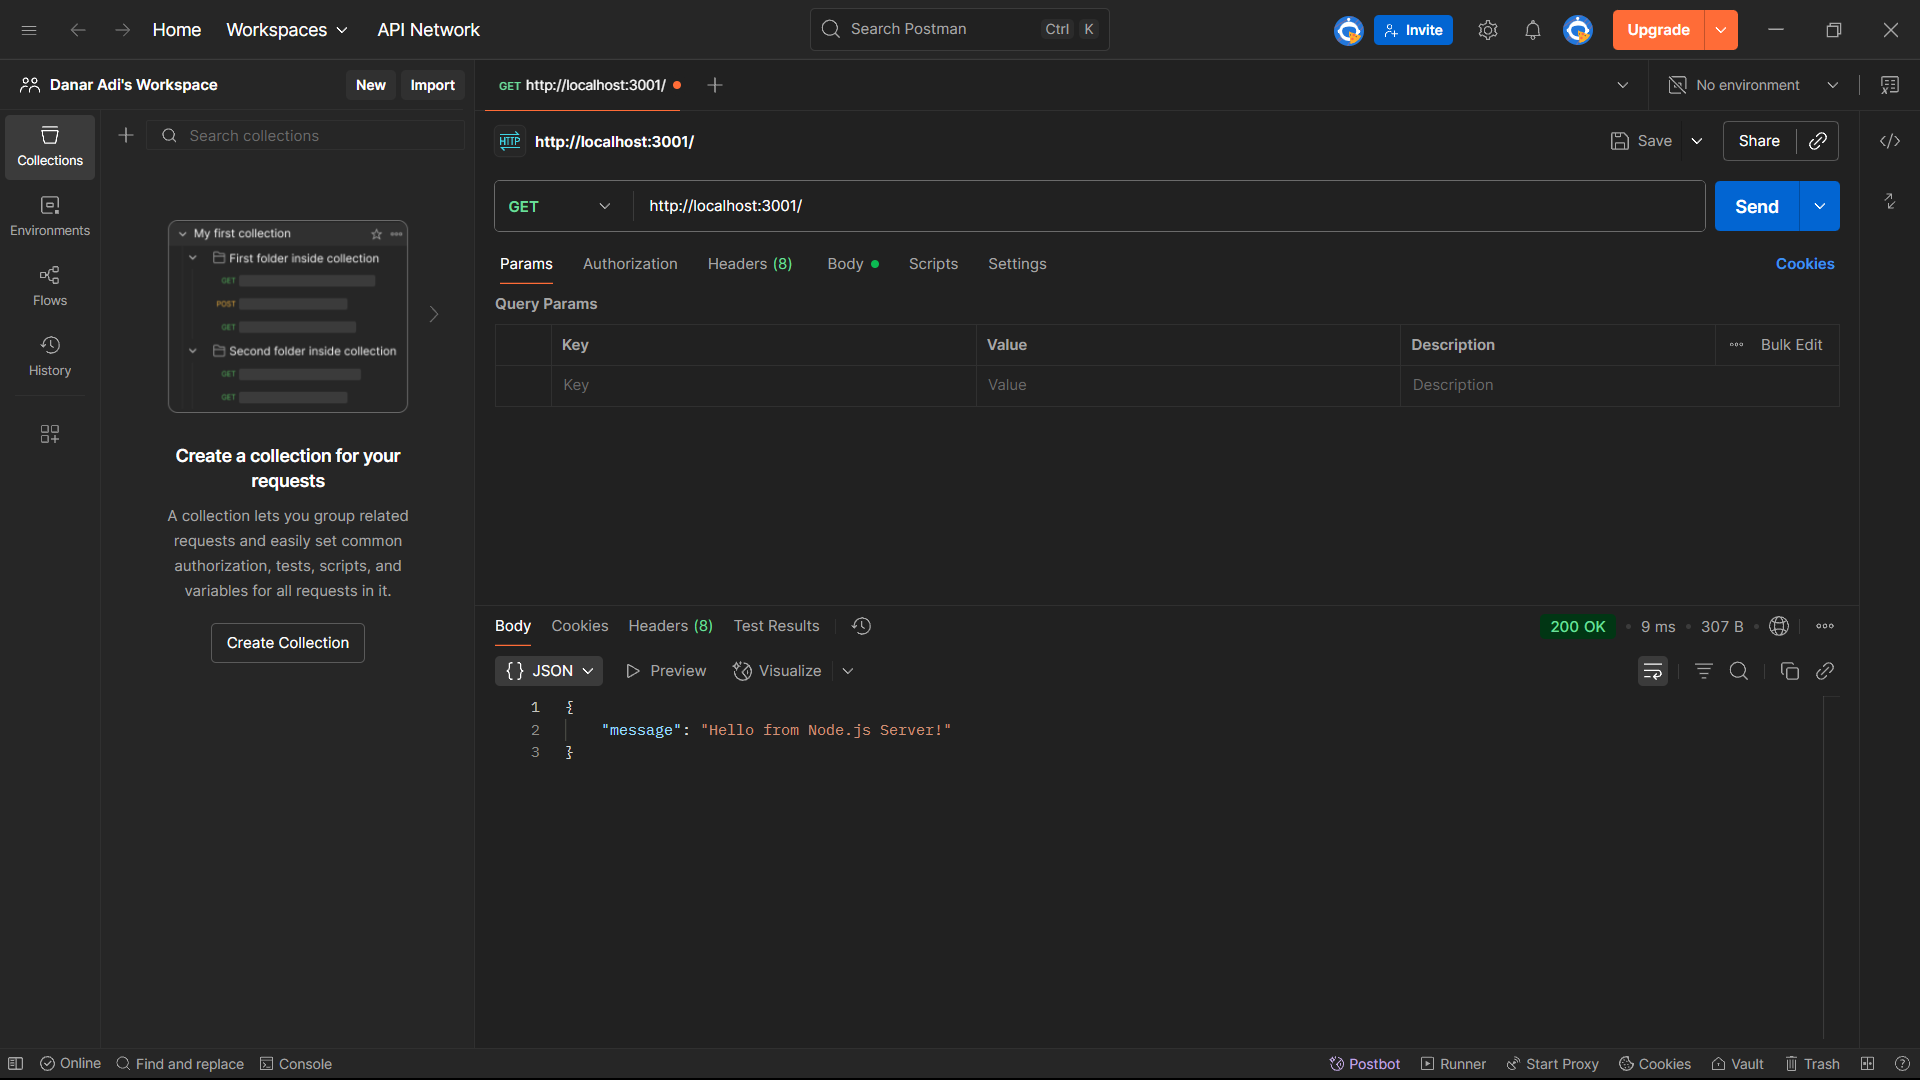 Home Workspaces API Network Search Postman Ctrl K Invite Upgrade
Danar Adi's Workspace New Import GET http://localhost:3001/ No environment
Search collections
HTTP http://localhost:3001/ Save Share
Collections
Environments
Flows
History
My first collection
First folder inside collection
GET
POST
GET
Second folder inside collection
GET
GET
Create a collection for your
requests
A collection lets you group related
requests and easily set common
authorization, tests, scripts, and
variables for all requests in it.
Create Collection
GET http://localhost:3001/ Send
Params Authorization Headers (8) Body Scripts Settings Cookies
Query Params
Key Value Description Bulk Edit
Key Value Description
Body Cookies Headers (8) Test Results 200 OK 9 ms 307 B
{} JSON Preview Visualize
1 {
2 "message": "Hello from Node.js Server!"
3 }
Online Find and replace Console Postbot Runner Start Proxy Cookies Vault Trash